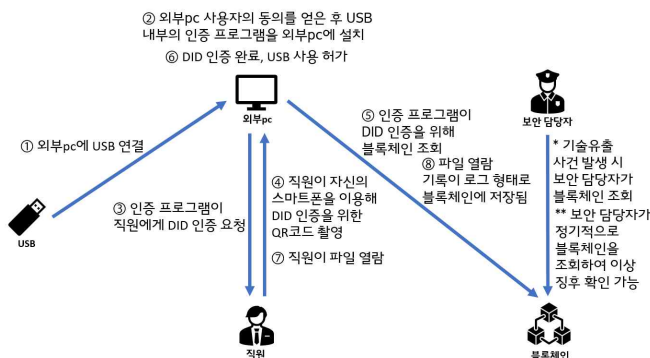 ② 외부pc 사용자의 동의를 얻은 후 USB
내부의 인증 프로그램을 외부pc에 설치
⑥ DID 인증 완료, USB 사용 허가
외부pc
보안 담당자
① 외부pc에 USB 연결
⑤ 인증 프로그램이
DID 인증을 위해
블록체인 조회
* 기술유출
사건 발생 시
보안 담당자가
블록체인 조회
⑧ 파일 열람
기록이 로그 형태로
블록체인에 저장됨
④ 직원이 자신의
스마트폰을 이용해
DID 인증을 위한
QR코드 촬영
③ 인증 프로그램이
직원에게 DID 인증 요청
** 보안 담당자가
정기적으로
블록체인을
조회하여 이상
징후 확인 가능
USB
⑦ 직원이 파일 열람
직원
블록체인